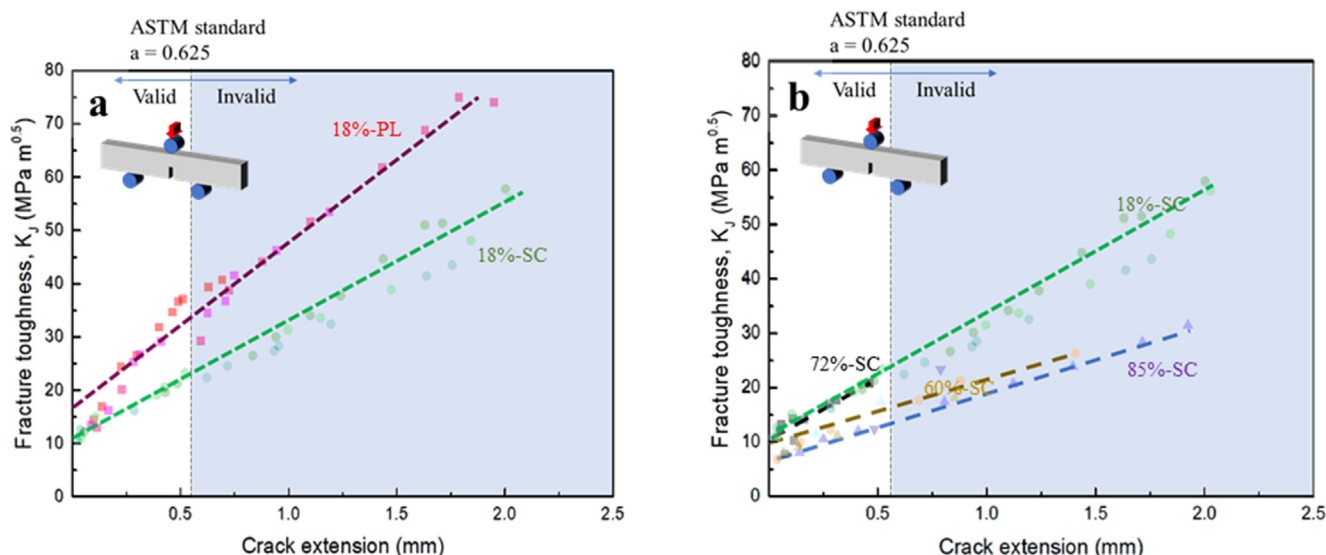 ASTM standard
a = 0.625
Valid
Invalid
a
18%-PL
18%-SC
80
70
60
50
40
30
20
10
0
0.5
1.0
1.5
2.0
2.5
Fracture toughness, K_J (MPa m^0.5)
Crack extension (mm)
ASTM standard
a = 0.625
Valid
Invalid
b
18%-SC
72%-SC
60%-SC
85%-SC
80
70
60
50
40
30
20
10
0
0.5
1.0
1.5
2.0
2.5
Fracture toughness, K_J (MPa m^0.5)
Crack extension (mm)